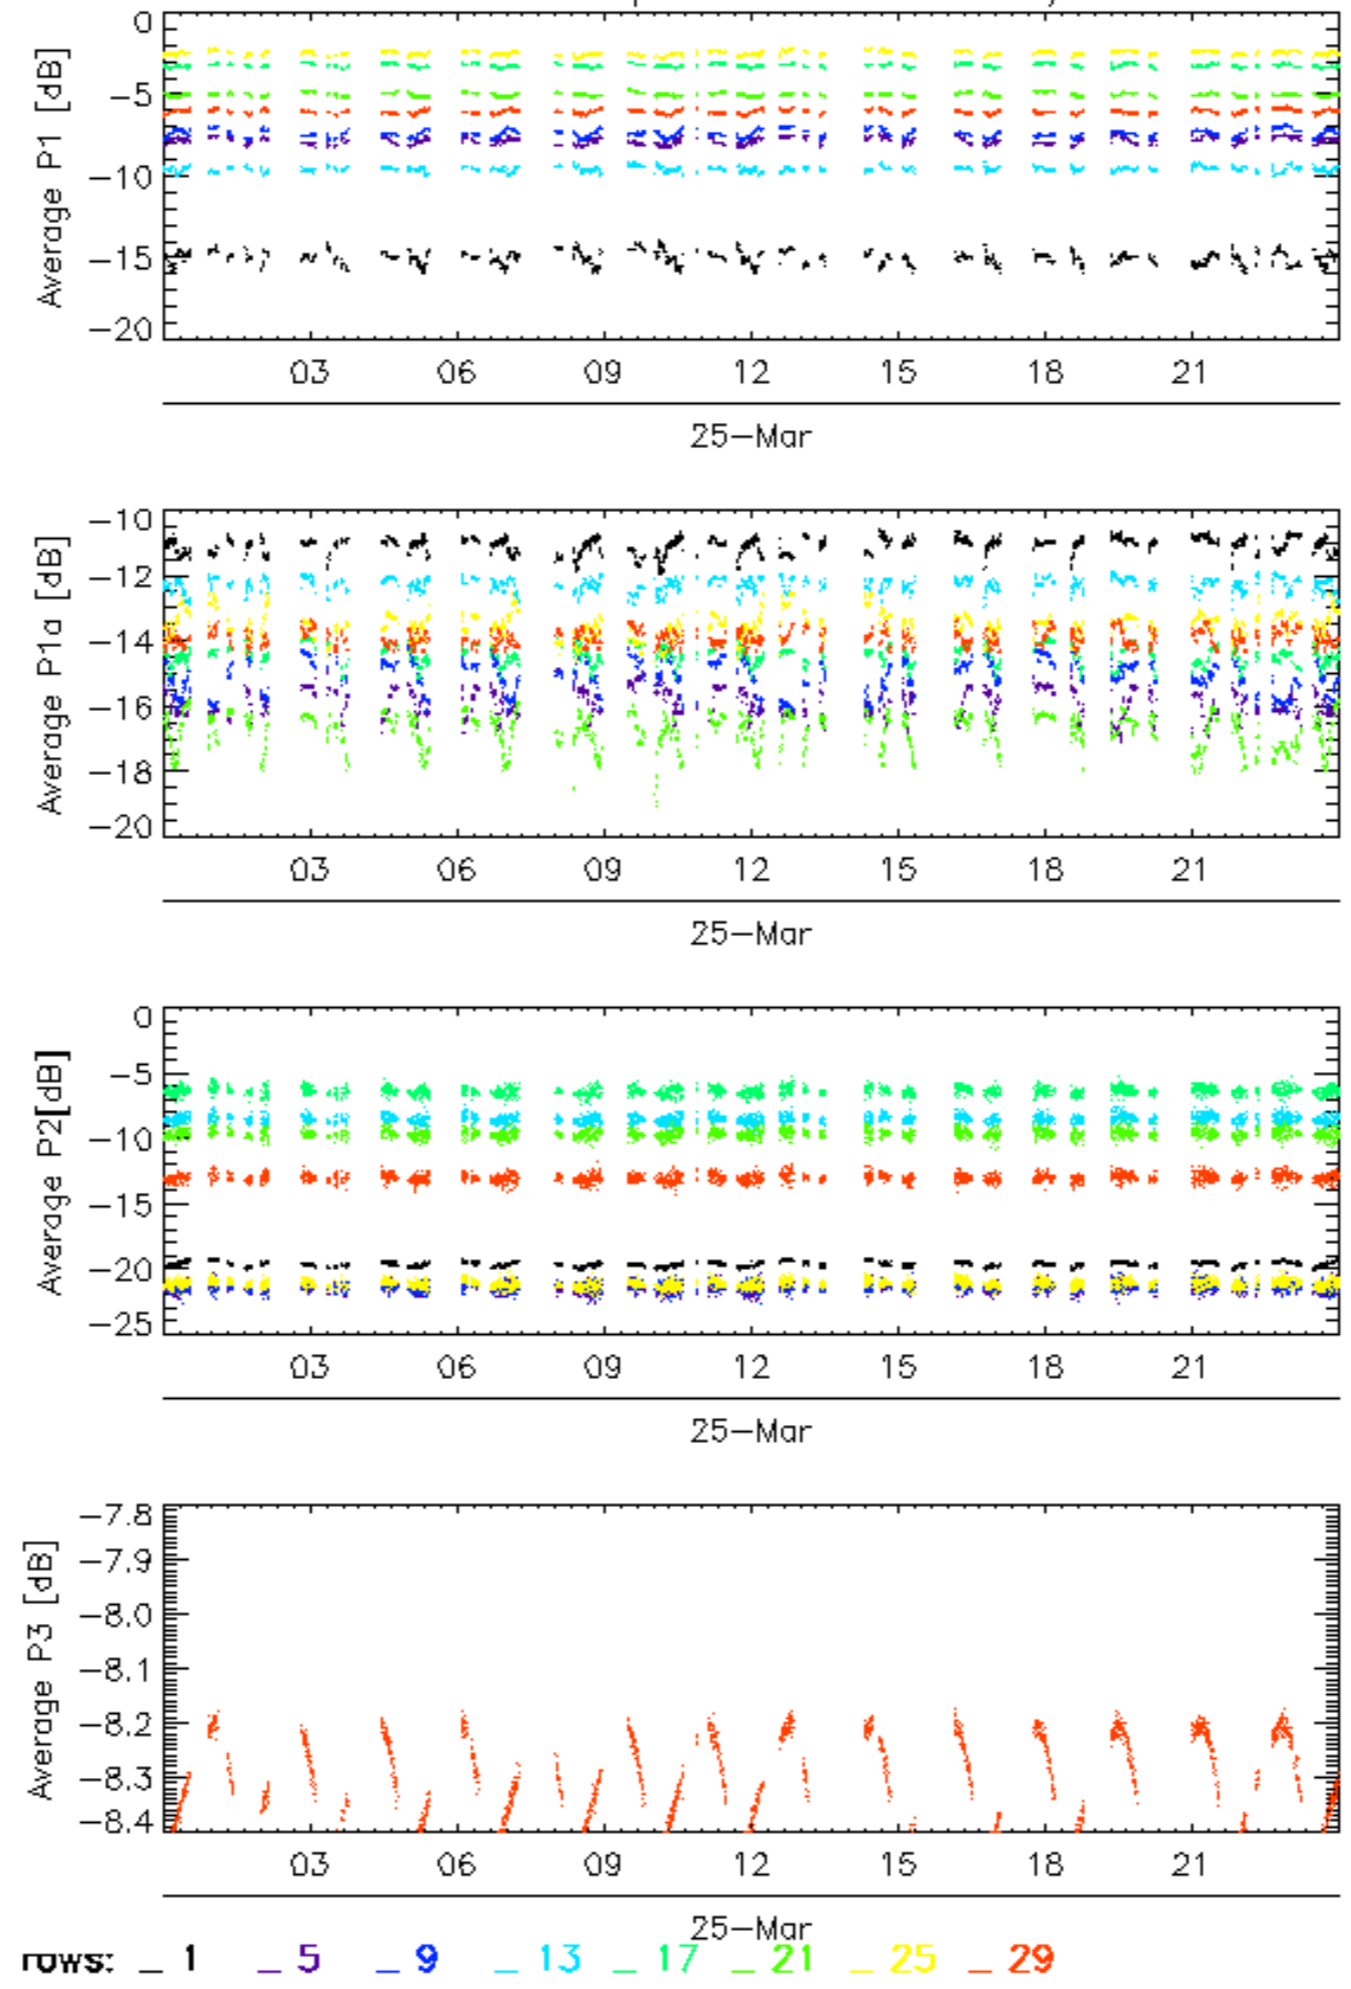 Average P1 [dB]
0
−5
−10
−15
−20
03 06 09 12 15 18 21
25−Mar
Average P1a [dB]
−10
−12
−14
−16
−18
−20
03 06 09 12 15 18 21
25−Mar
Average P2[dB]
0
−5
−10
−15
−20
−25
03 06 09 12 15 18 21
25−Mar
Average P3 [dB]
−7.8
−7.9
−8.0
−8.1
−8.2
−8.3
−8.4
03 06 09 12 15 18 21
25−Mar
rows: _ 1 _ 5 _ 9 _ 13 _ 17 _ 21 _ 25 _ 29